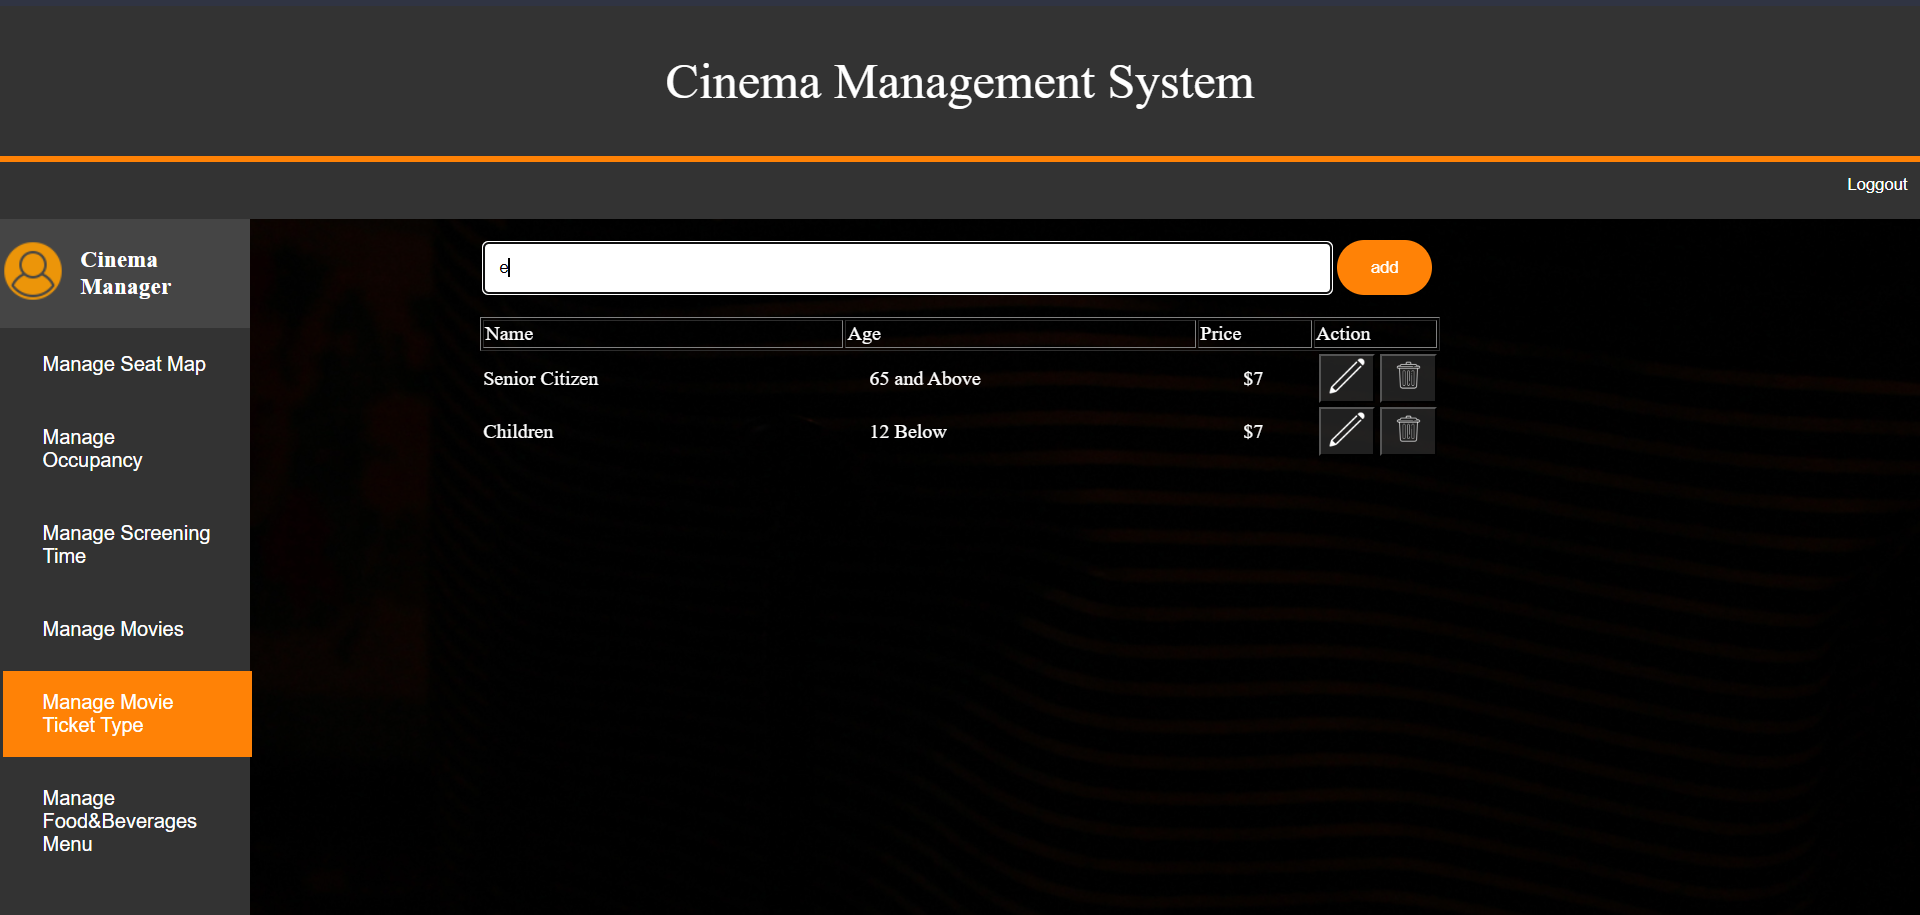 Cinema Management System
Loggout
Cinema
Manager
e
add
Name Age Price Action
Senior Citizen 65 and Above $7
Children 12 Below $7
Manage Seat Map
Manage
Occupancy
Manage Screening
Time
Manage Movies
Manage Movie
Ticket Type
Manage
Food&Beverages
Menu